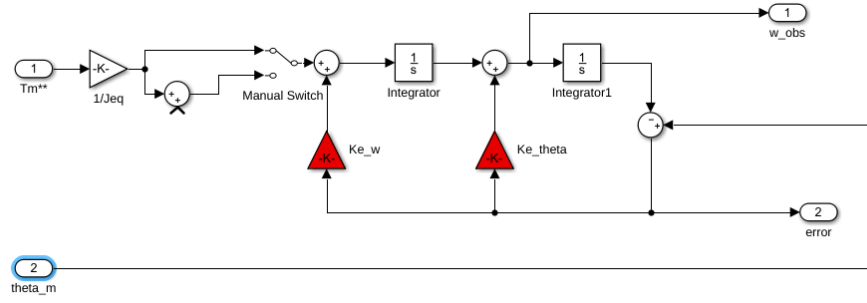 1
w_obs
1
Tm**
-K-
1/Jeq
+
+
Manual Switch
+
+
1
s
Integrator
+
+
1
s
Integrator1
−
+
-K-
Ke_w
-K-
Ke_theta
2
error
2
theta_m